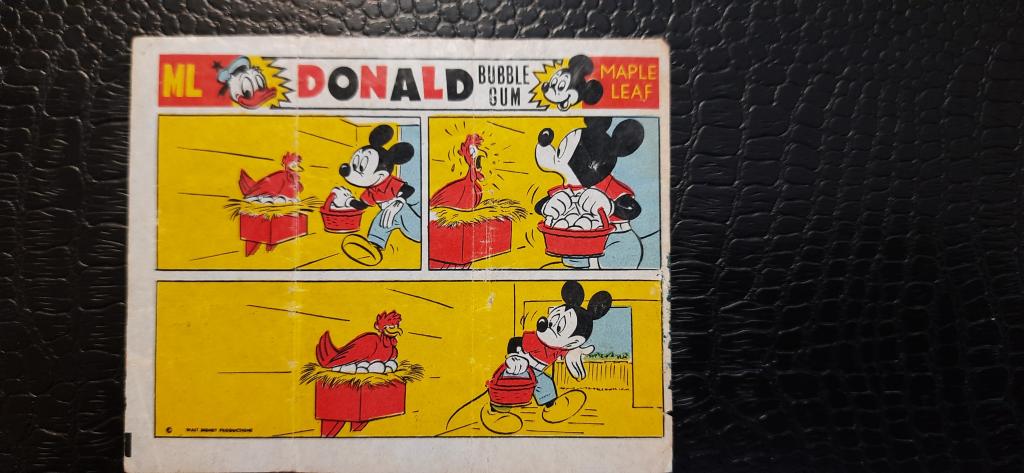 ML DONALD BUBBLE GUM MAPLE LEAF
© WALT DISNEY PRODUCTIONS